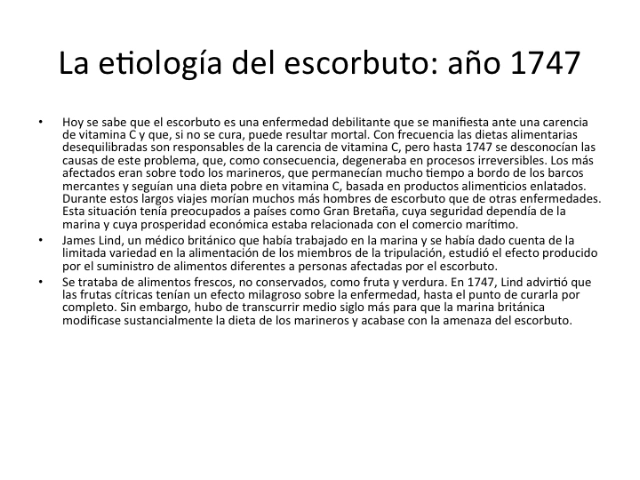 La etiología del escorbuto: año 1747
• Hoy se sabe que el escorbuto es una enfermedad debilitante que se manifiesta ante una carencia
de vitamina C y que, si no se cura, puede resultar mortal. Con frecuencia las dietas alimentarias
desequilibradas son responsables de la carencia de vitamina C, pero hasta 1747 se desconocían las
causas de este problema, que, como consecuencia, degeneraba en procesos irreversibles. Los más
afectados eran sobre todo los marineros, que permanecían mucho tiempo a bordo de los barcos
mercantes y seguían una dieta pobre en vitamina C, basada en productos alimenticios enlatados.
Durante estos largos viajes morían muchos más hombres de escorbuto que de otras enfermedades.
Esta situación tenía preocupados a países como Gran Bretaña, cuya seguridad dependía de la
marina y cuya prosperidad económica estaba relacionada con el comercio marítimo.
• James Lind, un médico británico que había trabajado en la marina y se había dado cuenta de la
limitada variedad en la alimentación de los miembros de la tripulación, estudió el efecto producido
por el suministro de alimentos diferentes a personas afectadas por el escorbuto.
• Se trataba de alimentos frescos, no conservados, como fruta y verdura. En 1747, Lind advirtió que
las frutas cítricas tenían un efecto milagroso sobre la enfermedad, hasta el punto de curarla por
completo. Sin embargo, hubo de transcurrir medio siglo más para que la marina británica
modificase sustancialmente la dieta de los marineros y acabase con la amenaza del escorbuto.